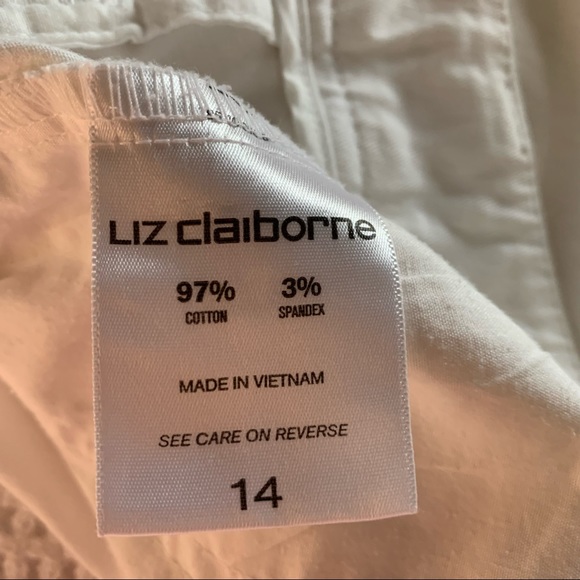 LIZ claiborne
97% 3%
COTTON SPANDEX
MADE IN VIETNAM
SEE CARE ON REVERSE
14